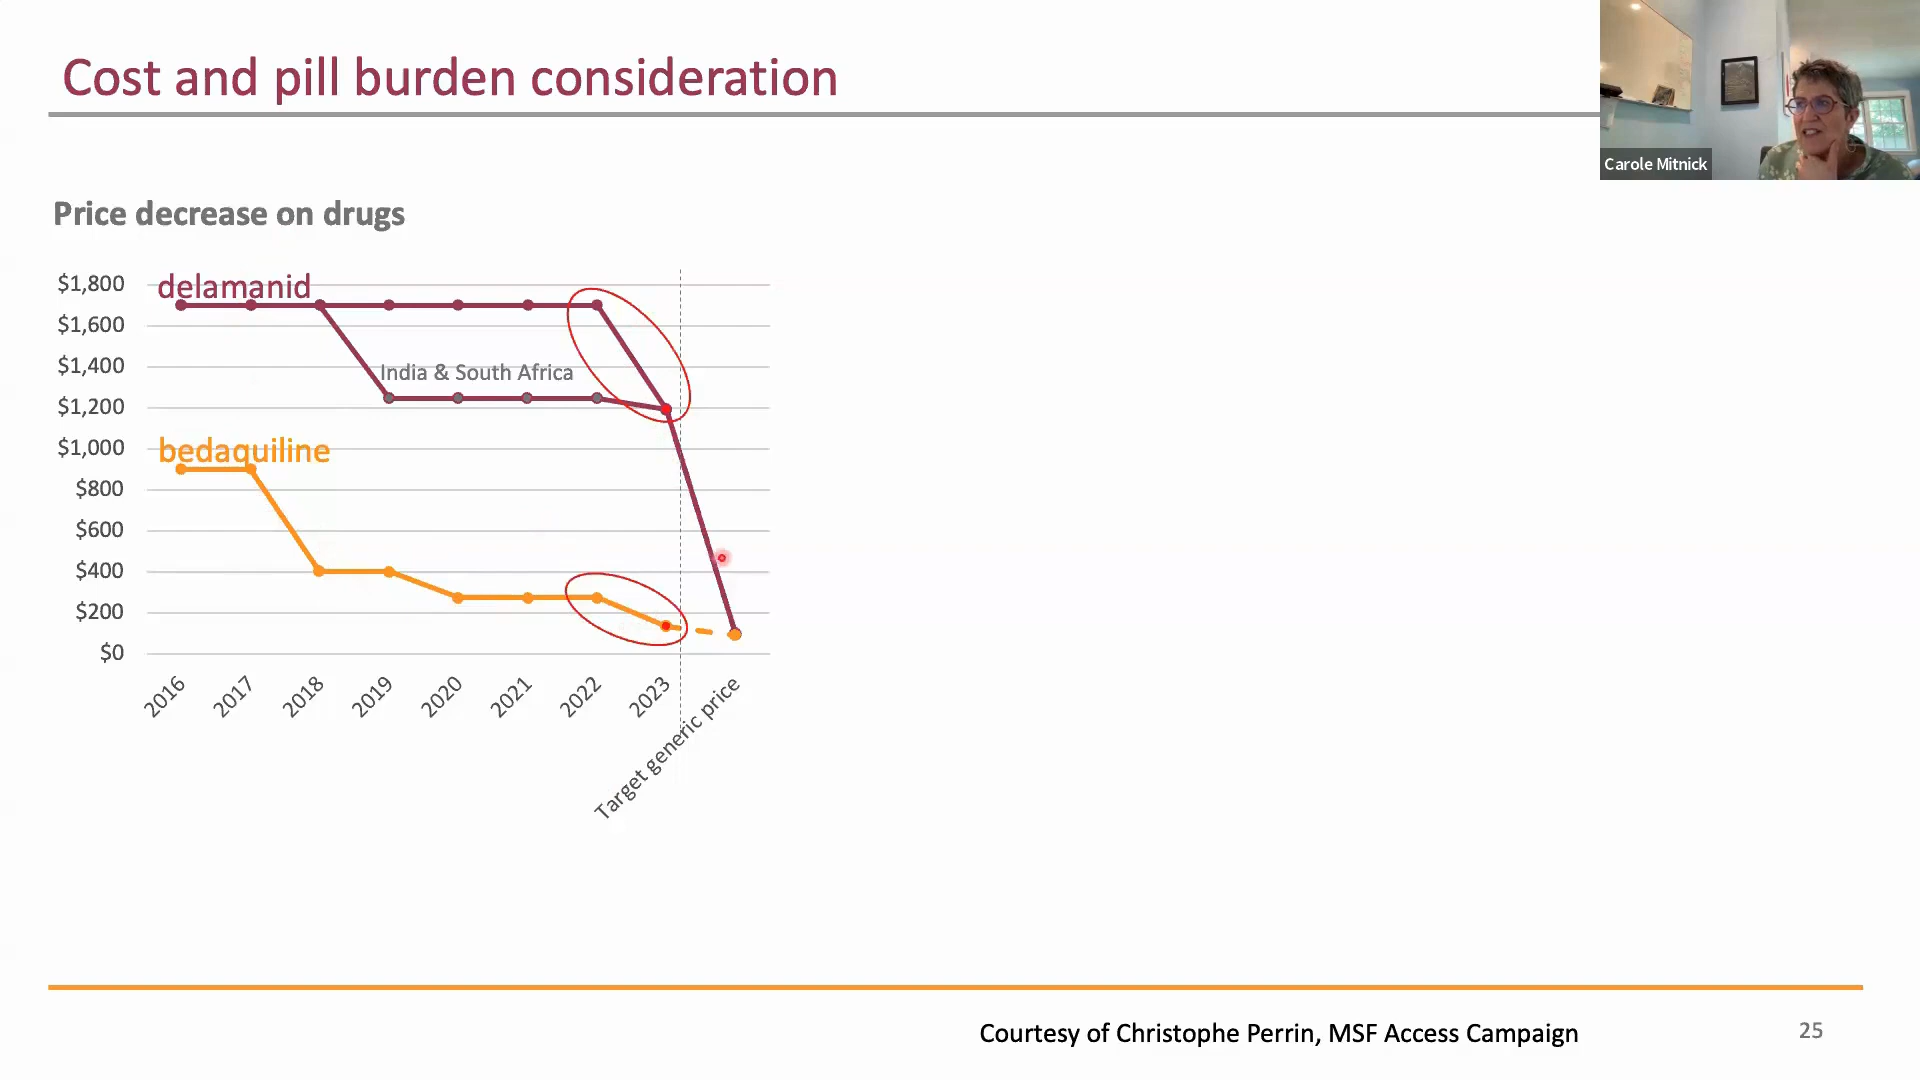 Cost and pill burden consideration
Carole Mitnick
Price decrease on drugs
$1,800
delamanid
$1,600
$1,400
India & South Africa
$1,200
$1,000
bedaquiline
$800
$600
$400
$200
$0
2016 2017 2018 2019 2020 2021 2022 2023 Target generic price
Courtesy of Christophe Perrin, MSF Access Campaign
25